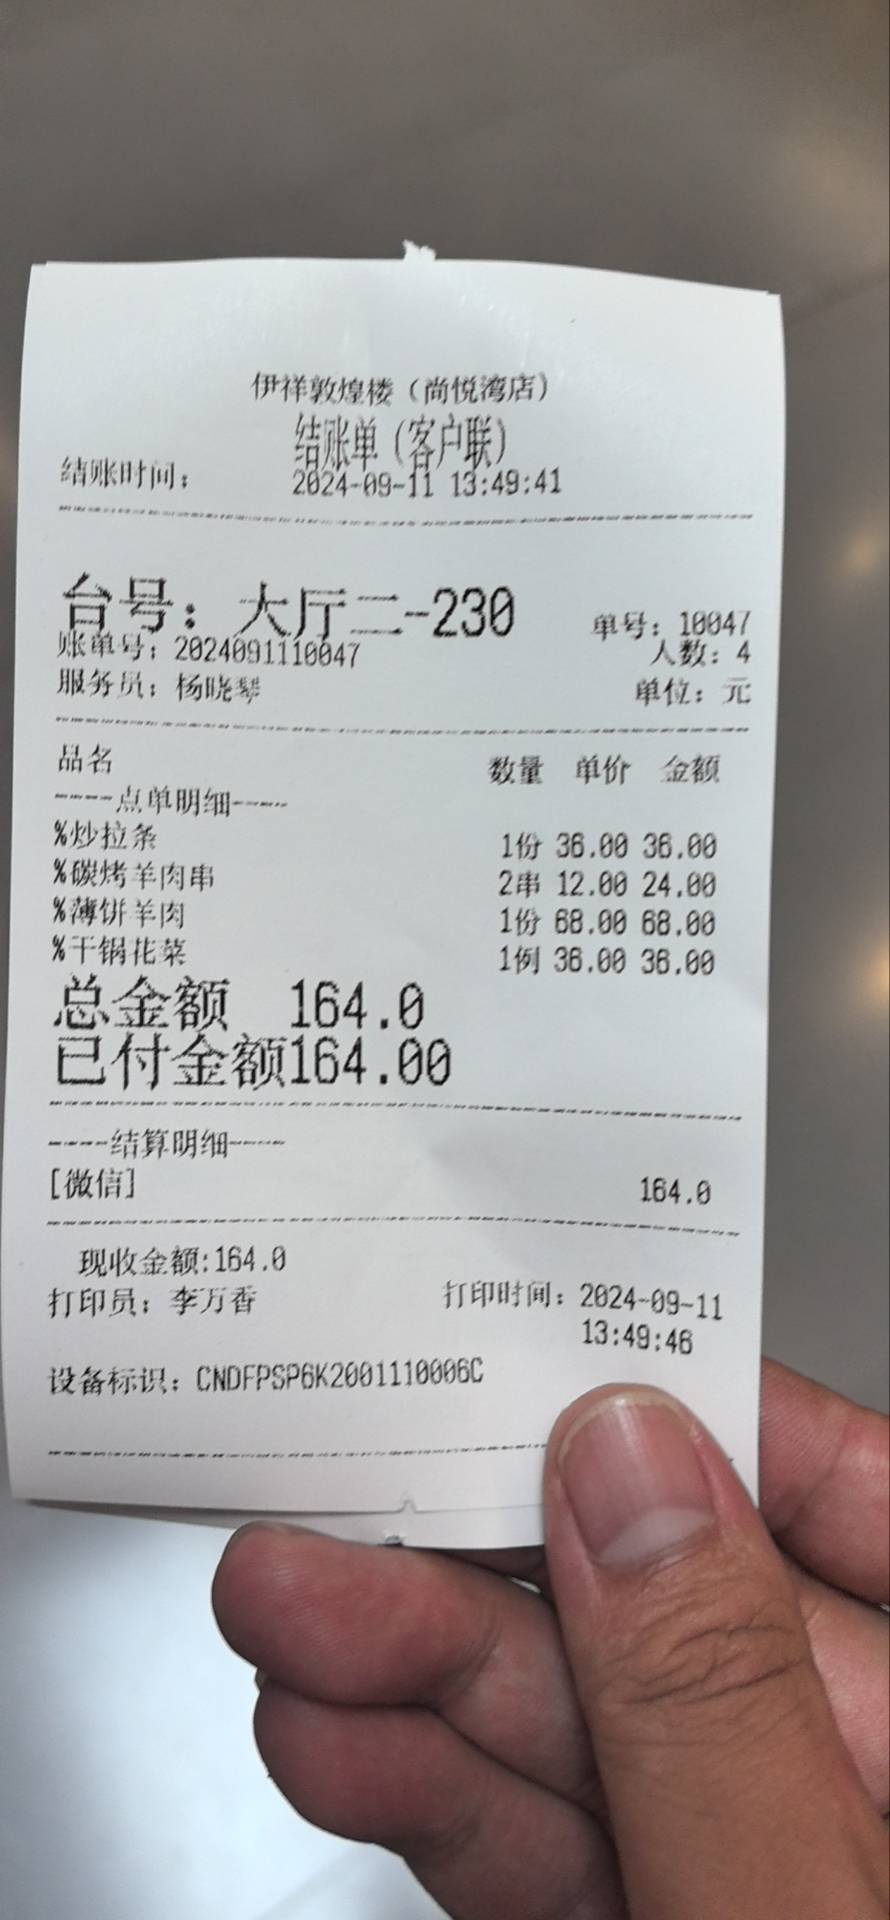 伊祥敦煌楼（尚悦湾店）
结账单（客户联）
结账时间： 2024-09-11 13:49:41
台号：大厅二-230 单号：10047
账单号：2024091110047 人数：4
服务员：杨晓琴 单位：元
品名 数量 单价 金额
----点单明细----
%炒拉条 1份 36.00 36.00
%碳烤羊肉串 2串 12.00 24.00
%薄饼羊肉 1份 68.00 68.00
%干锅花菜 1例 36.00 36.00
总金额 164.0
已付金额164.00
----结算明细----
[微信] 164.0
现收金额:164.0
打印员：李万香 打印时间：2024-09-11
13:49:46
设备标识：CNDFPSP6K2001110006C